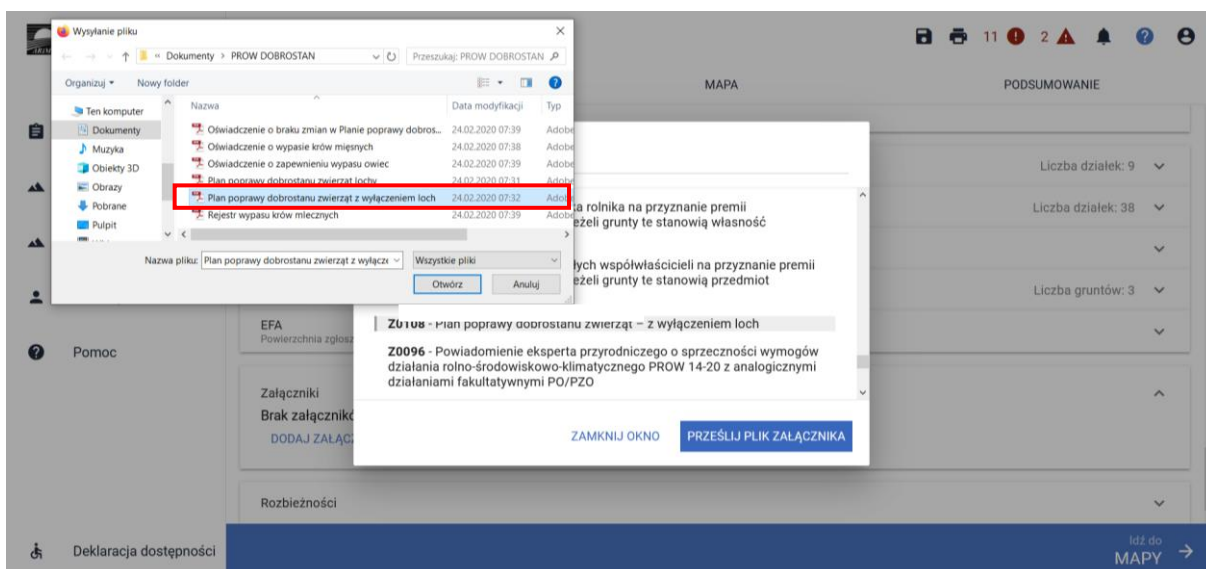 Wysyłanie pliku
« Dokumenty > PROW DOBROSTAN
Przeszukaj: PROW DOBROSTAN
11 2
Organizuj Nowy folder
MAPA
PODSUMOWANIE
Ten komputer
Dokumenty
Muzyka
Obiekty 3D
Obrazy
Pobrane
Pulpit
Nazwa Data modyfikacji Typ
Oświadczenie o braku zmian w Planie poprawy dobros... 24.02.2020 07:39 Adobe
Oświadczenie o wypasie krów mięsnych 24.02.2020 07:38 Adobe
Oświadczenie o zapewnieniu wypasu owiec 24.02.2020 07:39 Adobe
Plan poprawy dobrostanu zwierząt lochy 24.02.2020 07:31 Adobe
Plan poprawy dobrostanu zwierząt z wyłączeniem loch 24.02.2020 07:32 Adobe
Rejestr wypasu krów mlecznych 24.02.2020 07:39 Adobe
Nazwa pliku: Plan poprawy dobrostanu zwierząt z wyłącze Wszystkie pliki
Otwórz Anuluj
Liczba działek: 9
Liczba działek: 38
Liczba gruntów: 3
ka rolnika na przyznanie premii
eżeli grunty te stanowią własność
łych współwłaścicieli na przyznanie premii
eżeli grunty te stanowią przedmiot
Z0108 - Plan poprawy dobrostanu zwierząt – z wyłączeniem loch
Z0096 - Powiadomienie eksperta przyrodniczego o sprzeczności wymogów
działania rolno-środowiskowo-klimatycznego PROW 14-20 z analogicznymi
działaniami fakultatywnymi PO/PZO
ZAMKNIJ OKNO PRZEŚLIJ PLIK ZAŁĄCZNIKA
EFA
Powierzchnia zgłosz
Pomoc
Załączniki
Brak załącznikó
DODAJ ZAŁĄCZ
Rozbieżności
Deklaracja dostępności
Idź do
MAPY